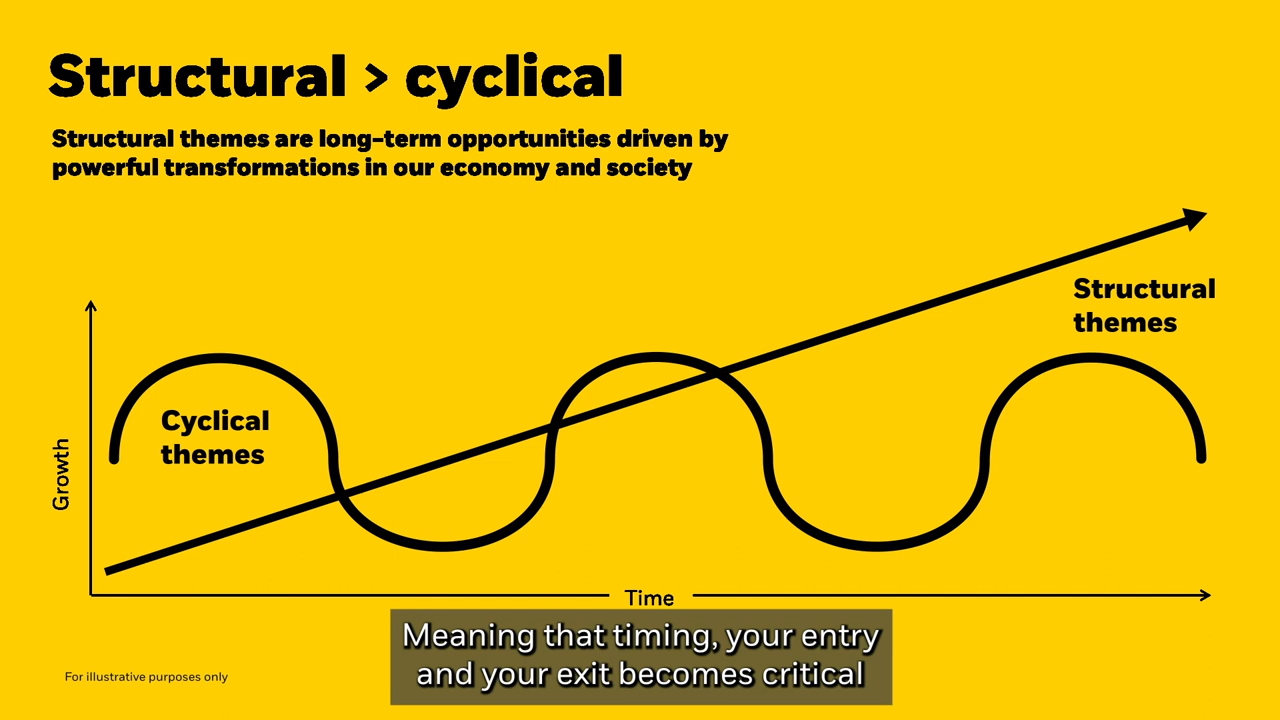 Structural > cyclical
Structural themes are long-term opportunities driven by
powerful transformations in our economy and society
Structural
themes
Cyclical
themes
Growth
Time
Meaning that timing, your entry
and your exit becomes critical
For illustrative purposes only